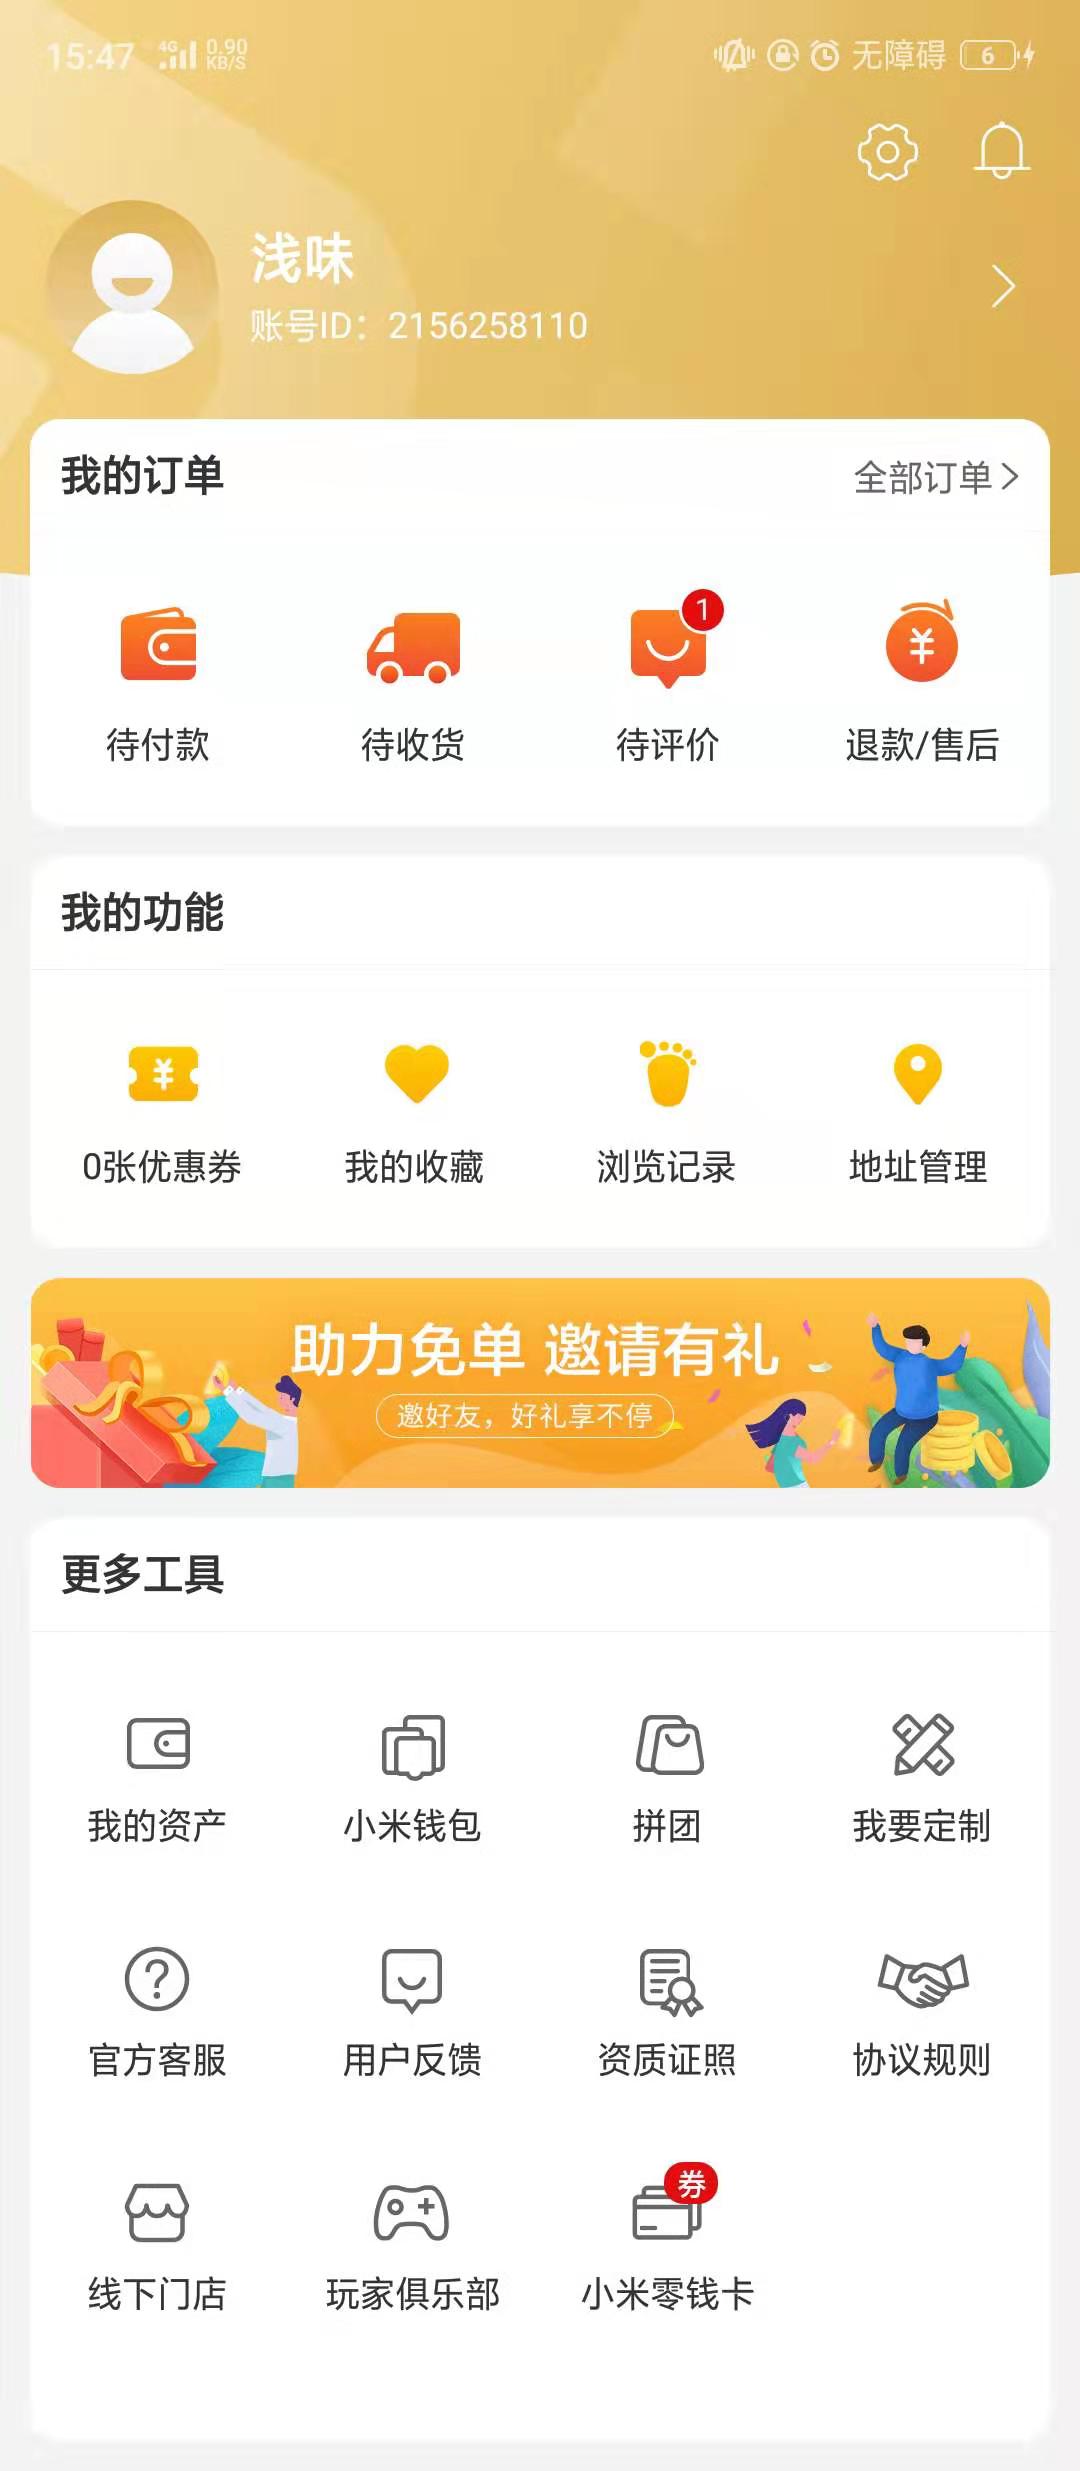 15:47 4G 0.90 KB/S 无障碍 6
浅味
账号ID：2156258110
我的订单 全部订单
1
待付款 待收货 待评价 退款/售后
我的功能
0张优惠券 我的收藏 浏览记录 地址管理
助力免单 邀请有礼
邀好友，好礼享不停
更多工具
我的资产 小米钱包 拼团 我要定制
官方客服 用户反馈 资质证照 协议规则
券
线下门店 玩家俱乐部 小米零钱卡